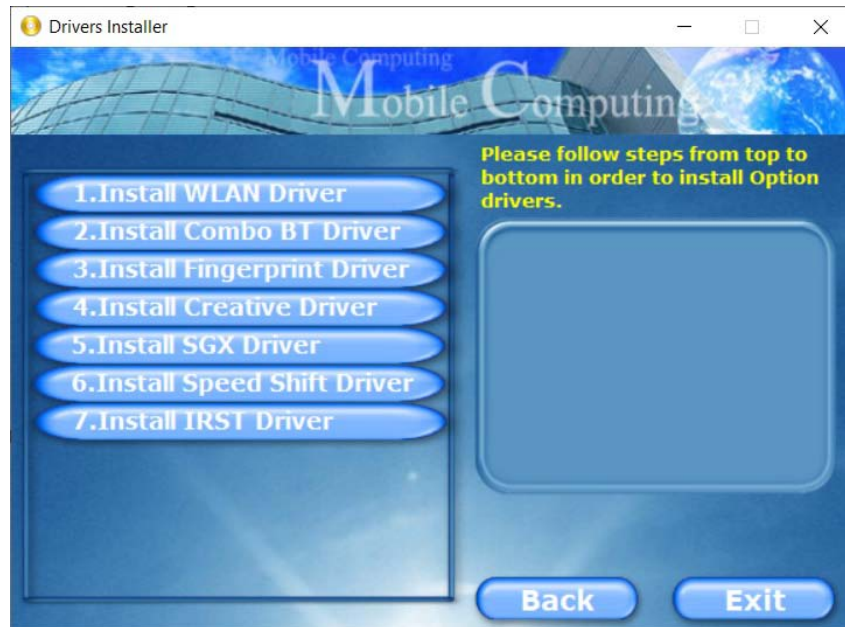 Drivers Installer
Mobile Computing
Mobile Computing
Please follow steps from top to
bottom in order to install Option
drivers.
1.Install WLAN Driver
2.Install Combo BT Driver
3.Install Fingerprint Driver
4.Install Creative Driver
5.Install SGX Driver
6.Install Speed Shift Driver
7.Install IRST Driver
Back
Exit